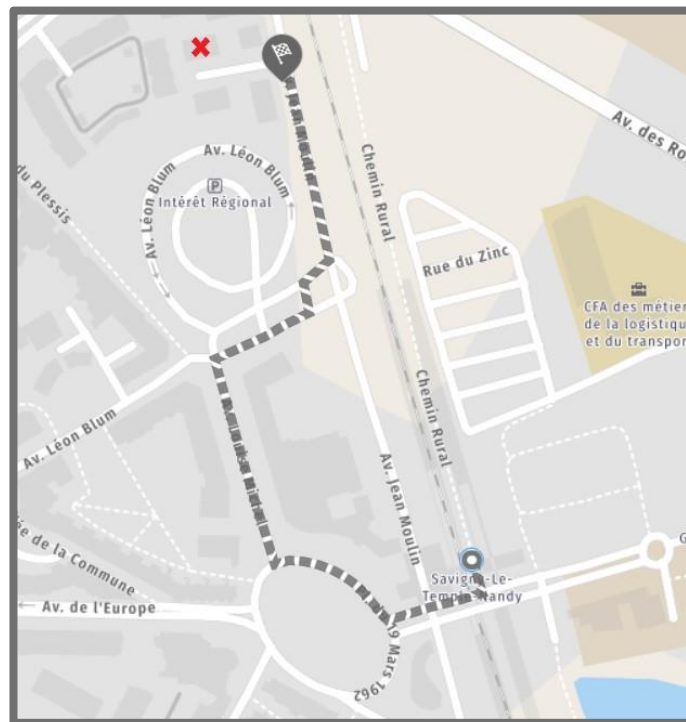 Av. des Ro
Chemin Rural
Av. Léon Blum
Av. Léon Blum
P
Intérêt Régional
du Plessis
Rue du Zinc
CFA des métier
de la logistique
et du transpor
Chemin Rural
Av. Léon Blum
Av. Jean Moulin
ée de la Commune
Savigny-Le-
Temple-Nandy
Av. de l'Europe
G
19 Mars 1962